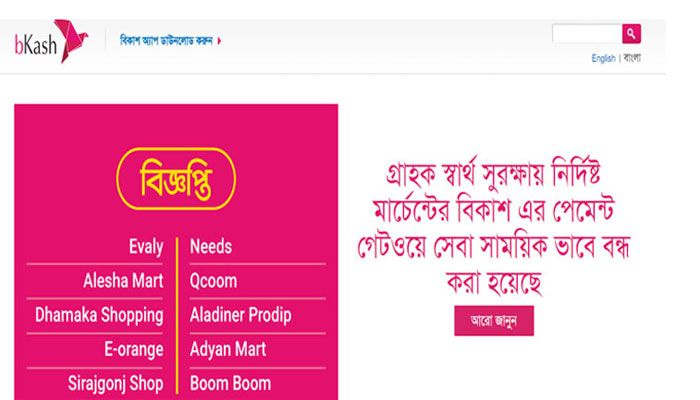 bKash
বিকাশ অ্যাপ ডাউনলোড করুন
English | বাংলা
বিজ্ঞপ্তি
Evaly
Needs
Alesha Mart
Qcoom
Dhamaka Shopping
Aladiner Prodip
E-orange
Adyan Mart
Sirajgonj Shop
Boom Boom
গ্রাহক স্বার্থ সুরক্ষায় নির্দিষ্ট
মার্চেন্টের বিকাশ এর পেমেন্ট
গেটওয়ে সেবা সাময়িক ভাবে বন্ধ
করা হয়েছে
আরো জানুন